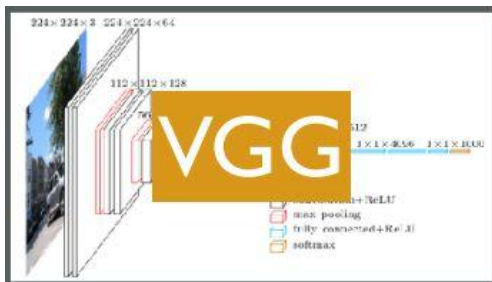 224×224×3 224×224×64
112×112×128
VGG
512
1×1×4096 1×1×1000
convolution+ReLU
max pooling
fully connected+ReLU
softmax